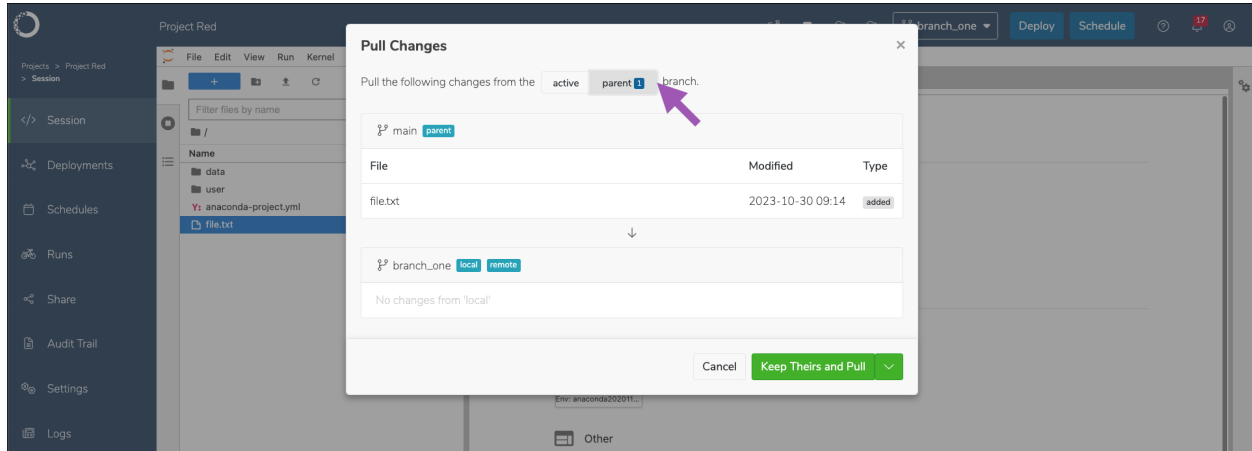 Project Red
branch_one
Deploy
Schedule
17
Projects > Project Red
> Session
Session
Deployments
Schedules
Runs
Share
Audit Trail
Settings
Logs
File Edit View Run Kernel
+
Filter files by name
/
Name
data
user
Y: anaconda-project.yml
file.txt
Pull Changes
×
Pull the following changes from the active parent 1 branch.
main parent
File Modified Type
file.txt 2023-10-30 09:14 added
branch_one local remote
No changes from 'local'
Cancel Keep Theirs and Pull
Env: anaconda202011...
Other